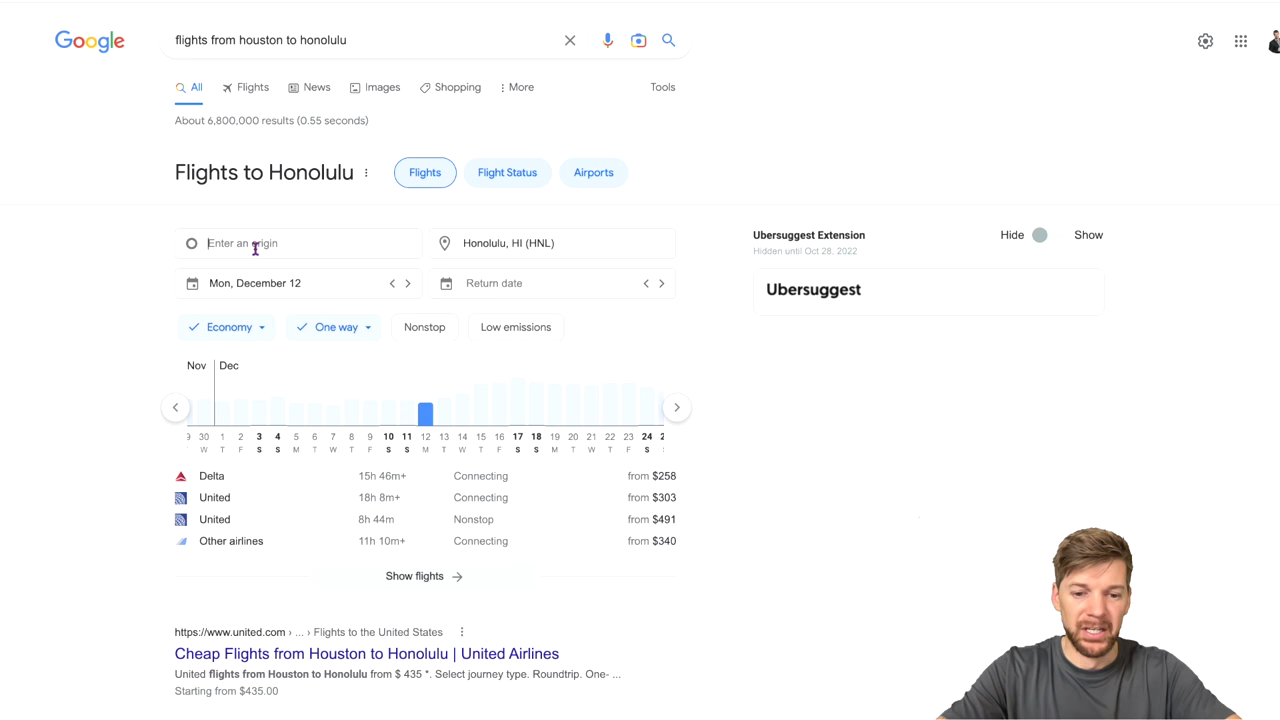 Google
flights from houston to honolulu
All Flights News Images Shopping More Tools
About 6,800,000 results (0.55 seconds)
Flights to Honolulu
Flights Flight Status Airports
Enter an origin Honolulu, HI (HNL)
Mon, December 12 Return date
Economy One way Nonstop Low emissions
Nov Dec
9 30 1 2 3 4 5 6 7 8 9 10 11 12 13 14 15 16 17 18 19 20 21 22 23 24 2
W T F S S M T W T F S S M T W T F S S M T W T F S
Delta 15h 46m+ Connecting from $258
United 18h 8m+ Connecting from $303
United 8h 44m Nonstop from $491
Other airlines 11h 10m+ Connecting from $340
Show flights
https://www.united.com › ... › Flights to the United States
Cheap Flights from Houston to Honolulu | United Airlines
United flights from Houston to Honolulu from $ 435 *. Select journey type. Roundtrip. One- ...
Starting from $435.00
Ubersuggest Extension Hide Show
Hidden until Oct 28, 2022
Ubersuggest